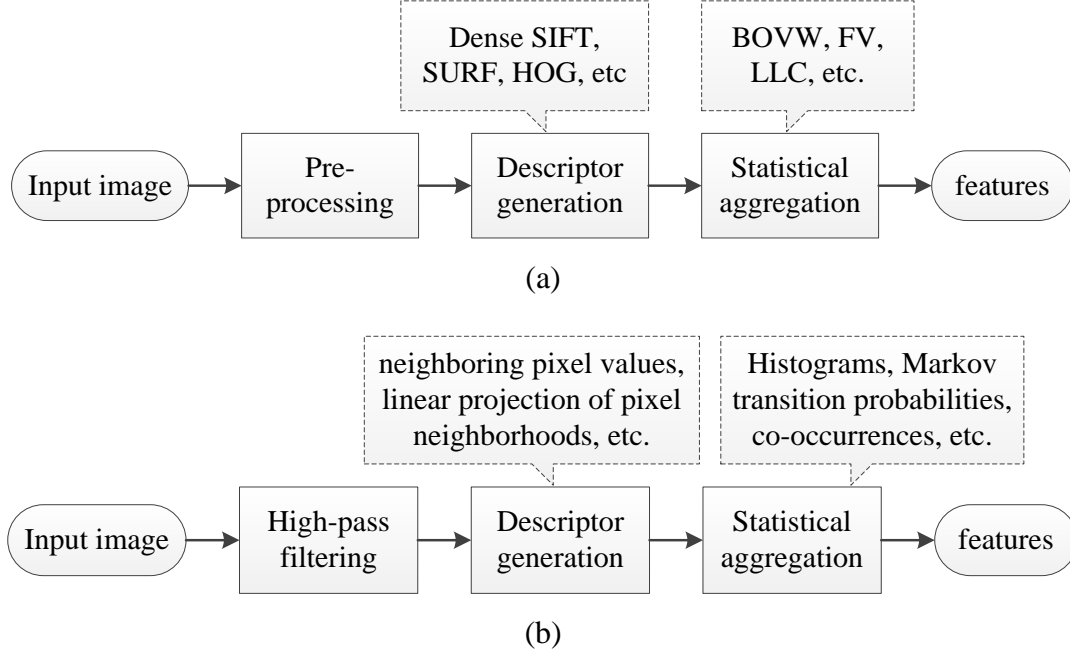 Dense SIFT,
SURF, HOG, etc
BOVW, FV,
LLC, etc.
Input image
Pre-
processing
Descriptor
generation
Statistical
aggregation
features
(a)
neighboring pixel values,
linear projection of pixel
neighborhoods, etc.
Histograms, Markov
transition probabilities,
co-occurrences, etc.
Input image
High-pass
filtering
Descriptor
generation
Statistical
aggregation
features
(b)